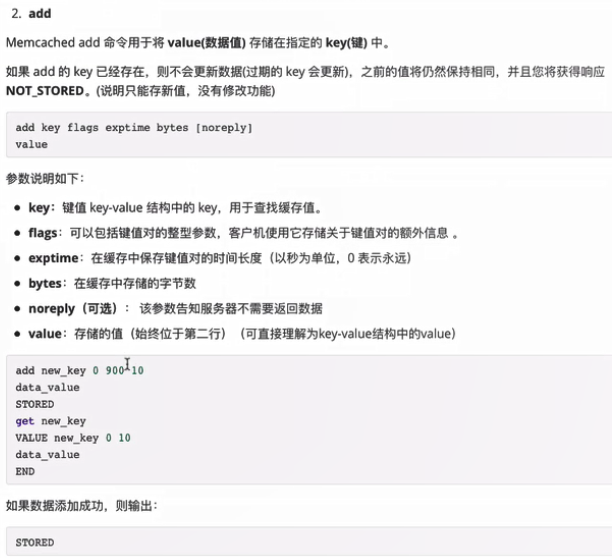 2. add
Memcached add 命令用于将 value(数据值) 存储在指定的 key(键) 中。
如果 add 的 key 已经存在，则不会更新数据(过期的 key 会更新)，之前的值将仍然保持相同，并且您将获得响应
NOT_STORED。(说明只能存新值，没有修改功能)
add key flags exptime bytes [noreply]
value
参数说明如下：
• key：键值 key-value 结构中的 key，用于查找缓存值。
• flags：可以包括键值对的整型参数，客户机使用它存储关于键值对的额外信息 。
• exptime：在缓存中保存键值对的时间长度（以秒为单位，0 表示永远）
• bytes：在缓存中存储的字节数
• noreply（可选）： 该参数告知服务器不需要返回数据
• value：存储的值（始终位于第二行）（可直接理解为key-value结构中的value）
add new_key 0 900 10
data_value
STORED
get new_key
VALUE new_key 0 10
data_value
END
如果数据添加成功，则输出：
STORED